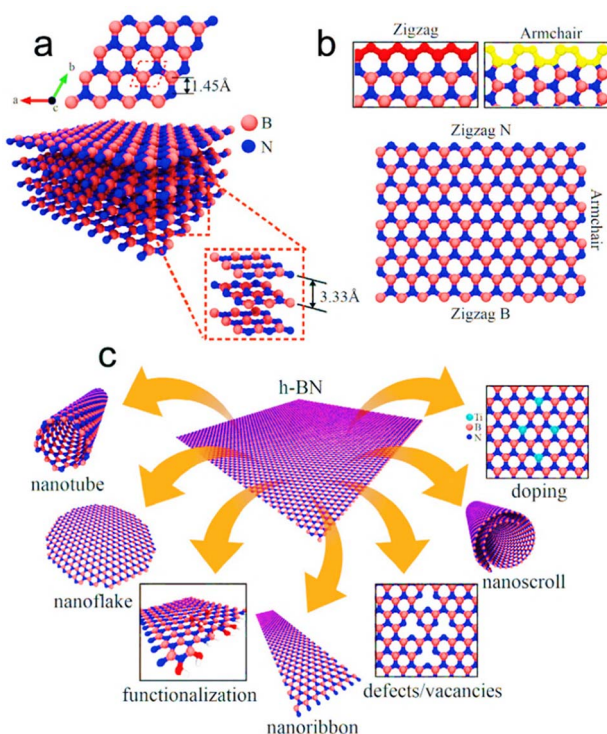 a
b
a
c
1.45Å
B
N
3.33Å
b
Zigzag
Armchair
Zigzag N
Armchair
Zigzag B
c
h-BN
Ti
B
N
nanotube
doping
nanoflake
nanoscroll
functionalization
defects/vacancies
nanoribbon